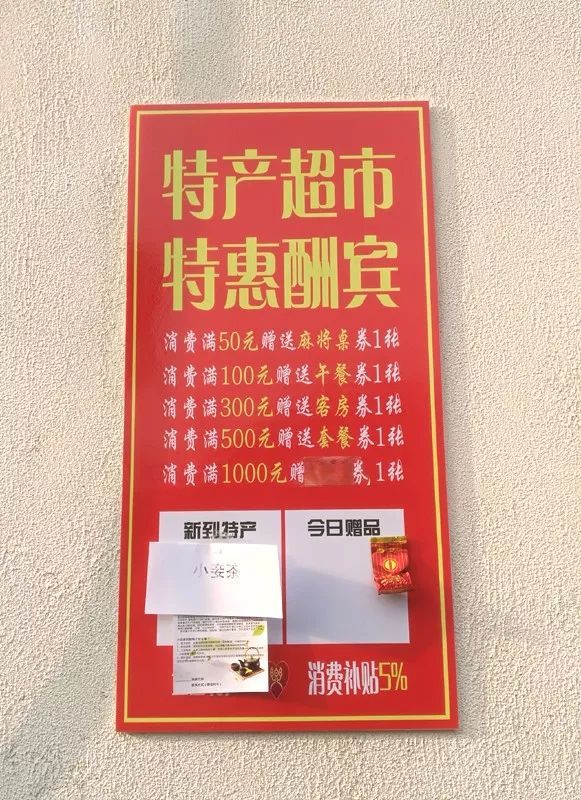 特产超市
特惠酬宾
消费满50元赠送麻将桌券1张
消费满100元赠送午餐券1张
消费满300元赠送客房券1张
消费满500元赠送套餐券1张
消费满1000元赠 券1张
新到特产
今日赠品
小妾茶
消费补贴5%